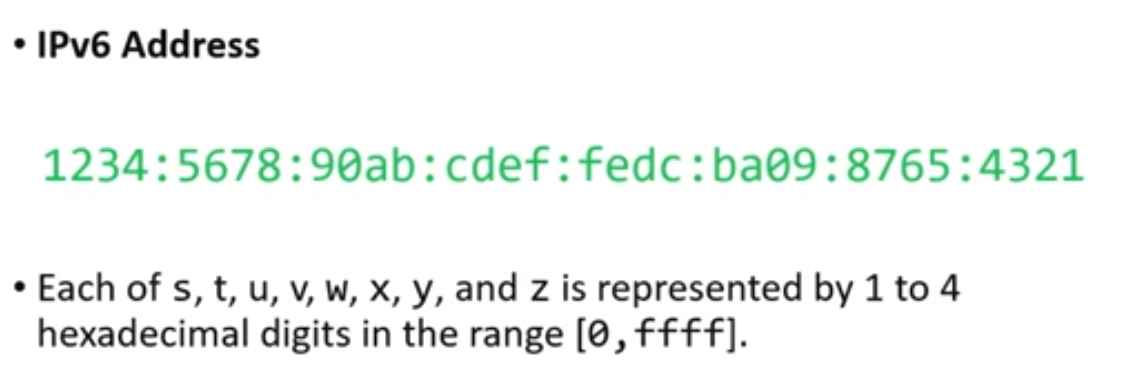 • IPv6 Address
1234:5678:90ab:cdef:fedc:ba09:8765:4321
• Each of s, t, u, v, w, x, y, and z is represented by 1 to 4
hexadecimal digits in the range [0,ffff].